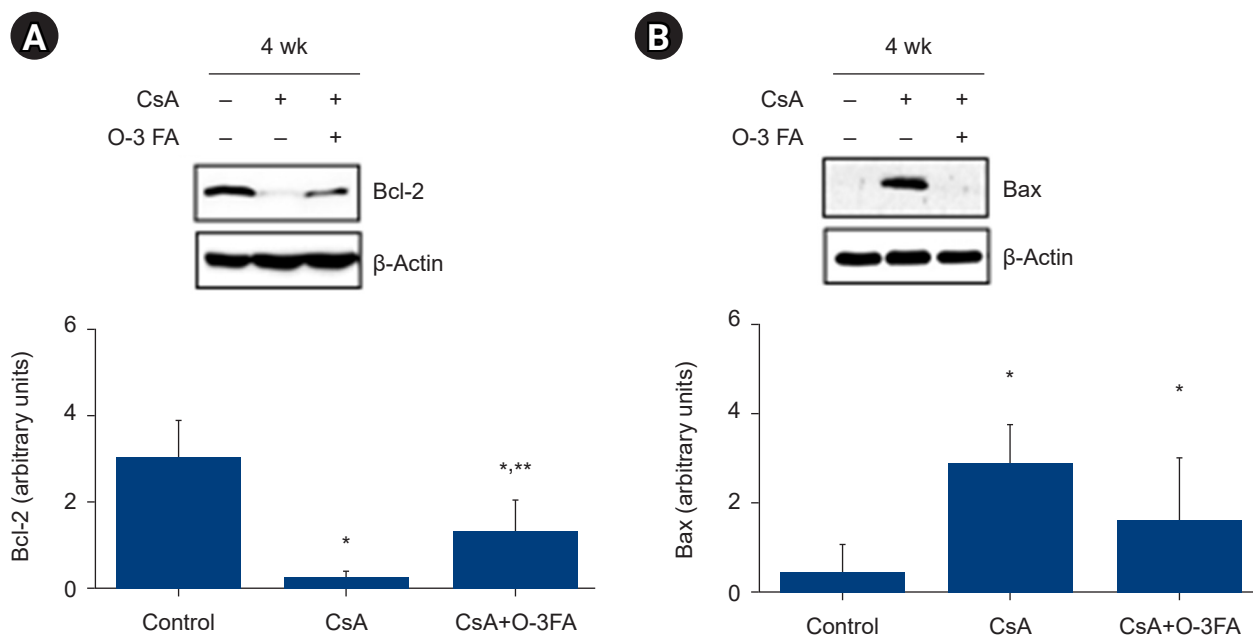 A
4 wk
CsA – + +
O-3 FA – – +
Bcl-2
β-Actin
6
4
2
0
Bcl-2 (arbitrary units)
*
*,**
Control CsA CsA+O-3FA
B
4 wk
CsA – + +
O-3 FA – – +
Bax
β-Actin
6
4
2
0
Bax (arbitrary units)
*
*
Control CsA CsA+O-3FA